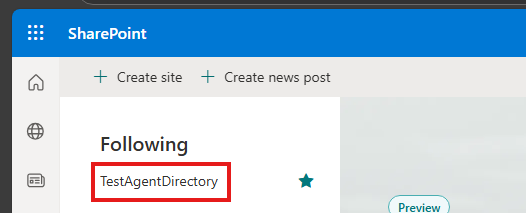 SharePoint
+ Create site + Create news post
Following
TestAgentDirectory
Preview